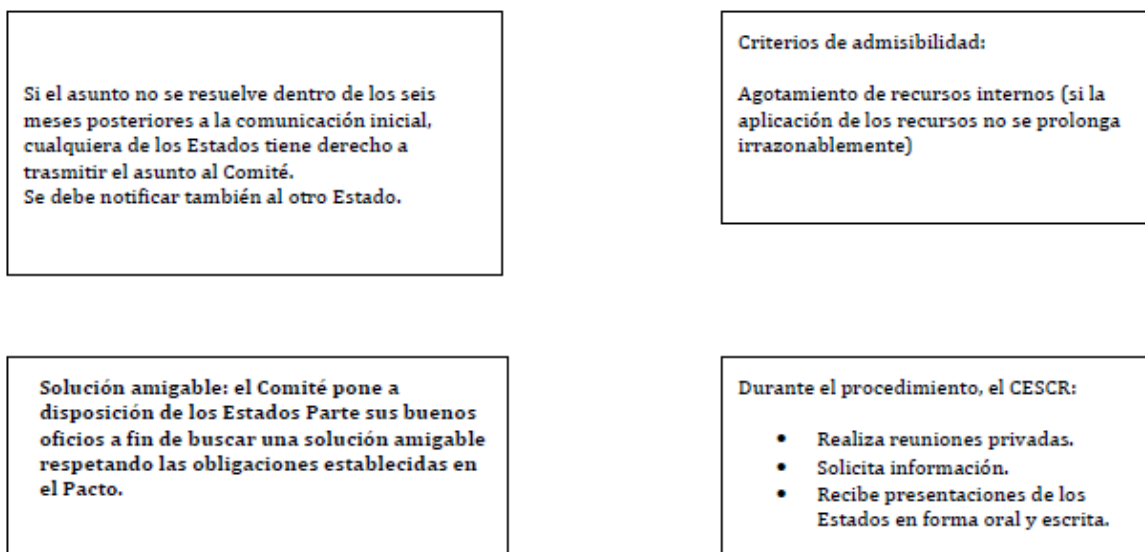 Si el asunto no se resuelve dentro de los seis
meses posteriores a la comunicación inicial,
cualquiera de los Estados tiene derecho a
trasmitir el asunto al Comité.
Se debe notificar también al otro Estado.
Criterios de admisibilidad:
Agotamiento de recursos internos (si la
aplicación de los recursos no se prolonga
irrazonablemente)
Solución amigable: el Comité pone a
disposición de los Estados Parte sus buenos
oficios a fin de buscar una solución amigable
respetando las obligaciones establecidas en
el Pacto.
Durante el procedimiento, el CESCR:
• Realiza reuniones privadas.
• Solicita información.
• Recibe presentaciones de los
Estados en forma oral y escrita.